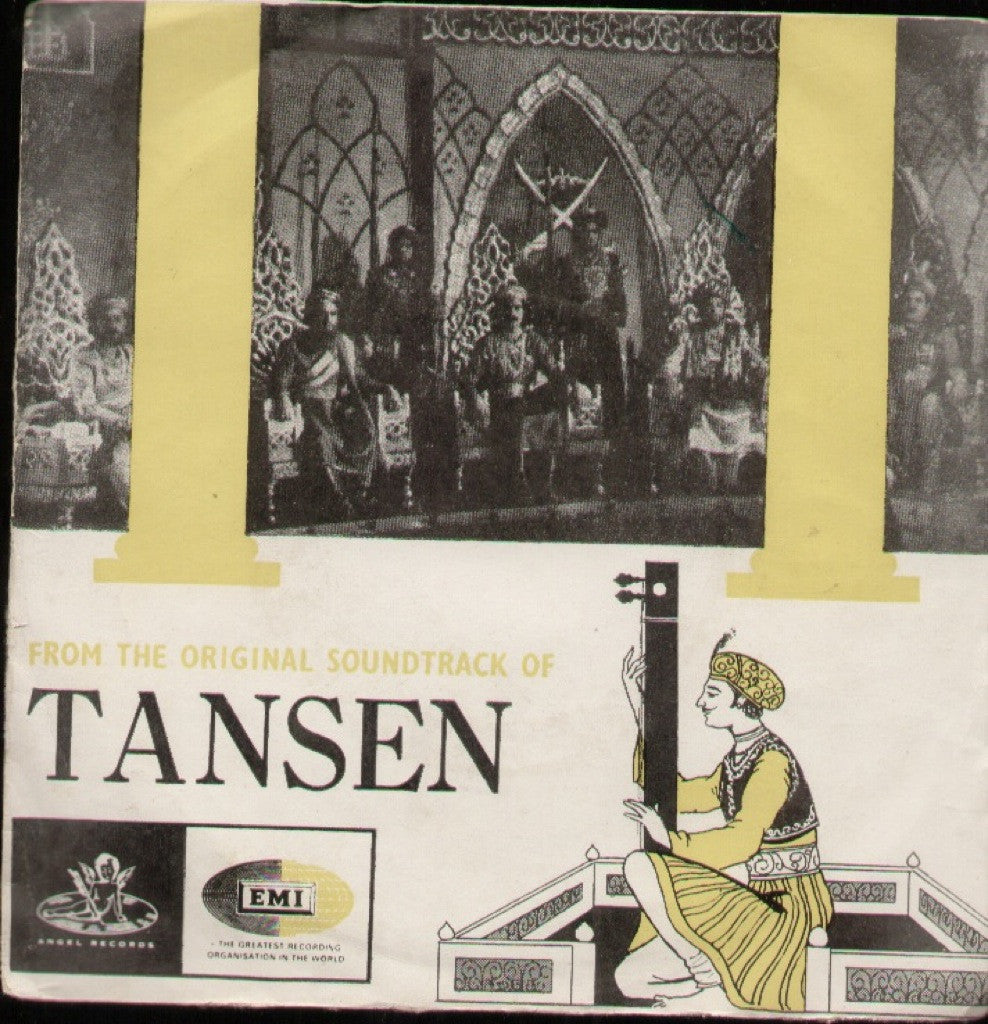 FROM THE ORIGINAL SOUNDTRACK OF
TANSEN
ANGEL RECORDS
EMI
- THE GREATEST RECORDING
ORGANISATION IN THE WORLD